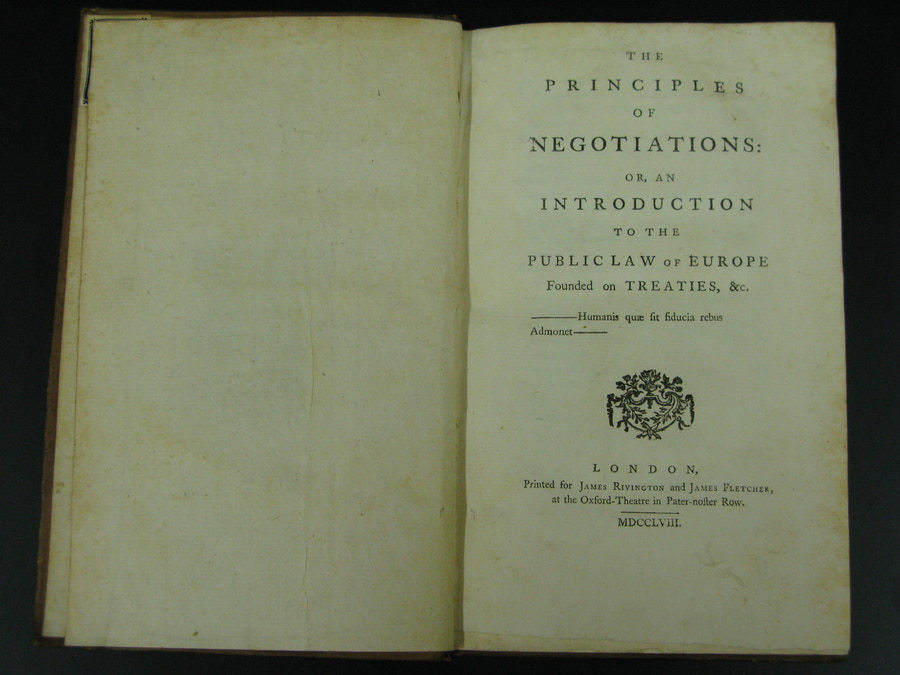 THE
PRINCIPLES
OF
NEGOTIATIONS:
OR, AN
INTRODUCTION
TO THE
PUBLIC LAW OF EUROPE
Founded on TREATIES, &c.
———Humanis quæ ſit fiducia rebus
Admonet———
LONDON,
Printed for JAMES RIVINGTON and JAMES FLETCHER,
at the Oxford-Theatre in Pater-noſter Row.
MDCCLVIII.